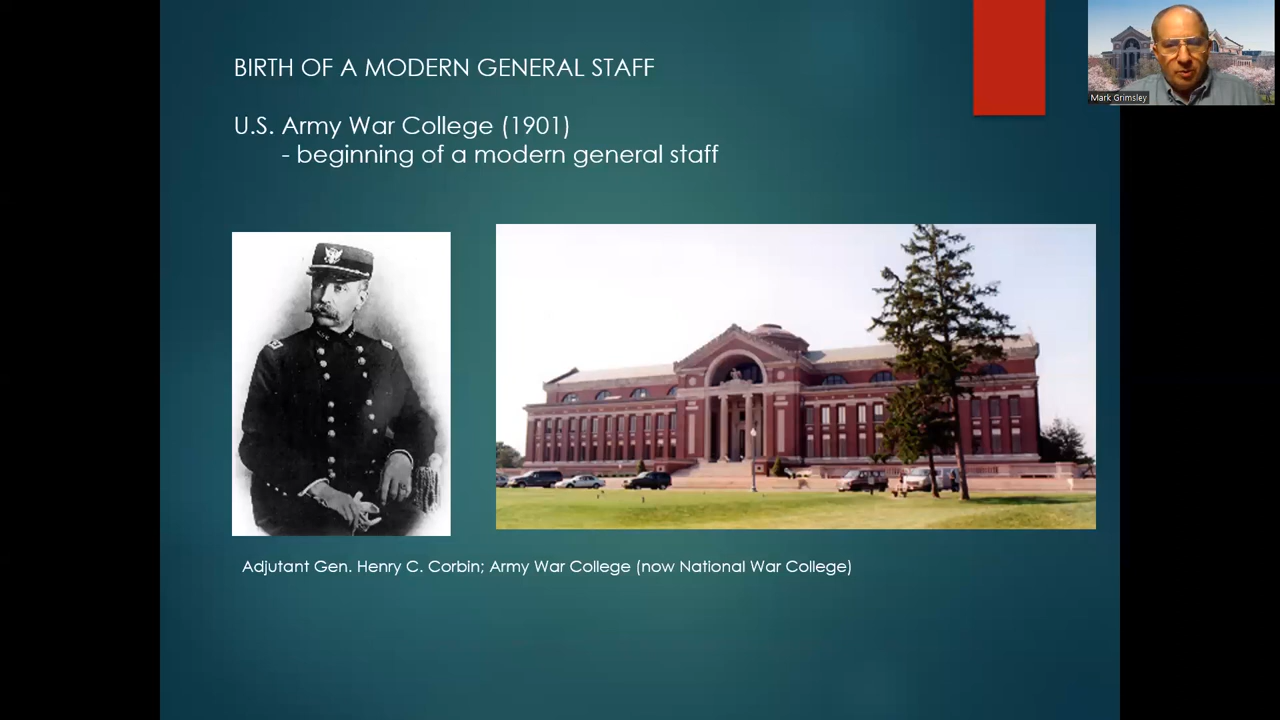 BIRTH OF A MODERN GENERAL STAFF
U.S. Army War College (1901)
- beginning of a modern general staff
Adjutant Gen. Henry C. Corbin; Army War College (now National War College)
Mark Grimsley